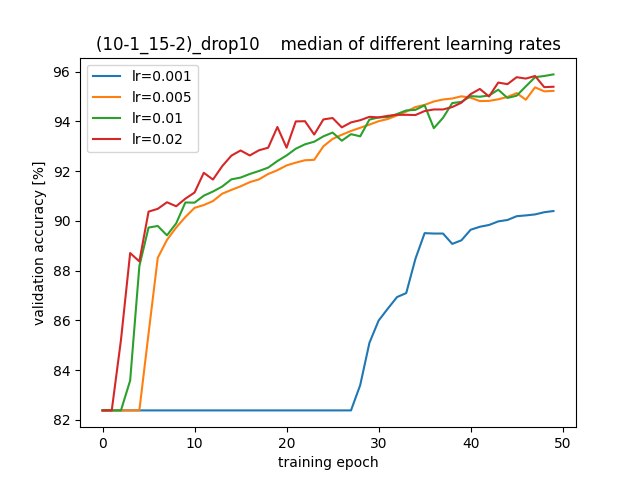 (10-1_15-2)_drop10    median of different learning rates
lr=0.001
lr=0.005
lr=0.01
lr=0.02
validation accuracy [%]
96
94
92
90
88
86
84
82
0 10 20 30 40 50
training epoch